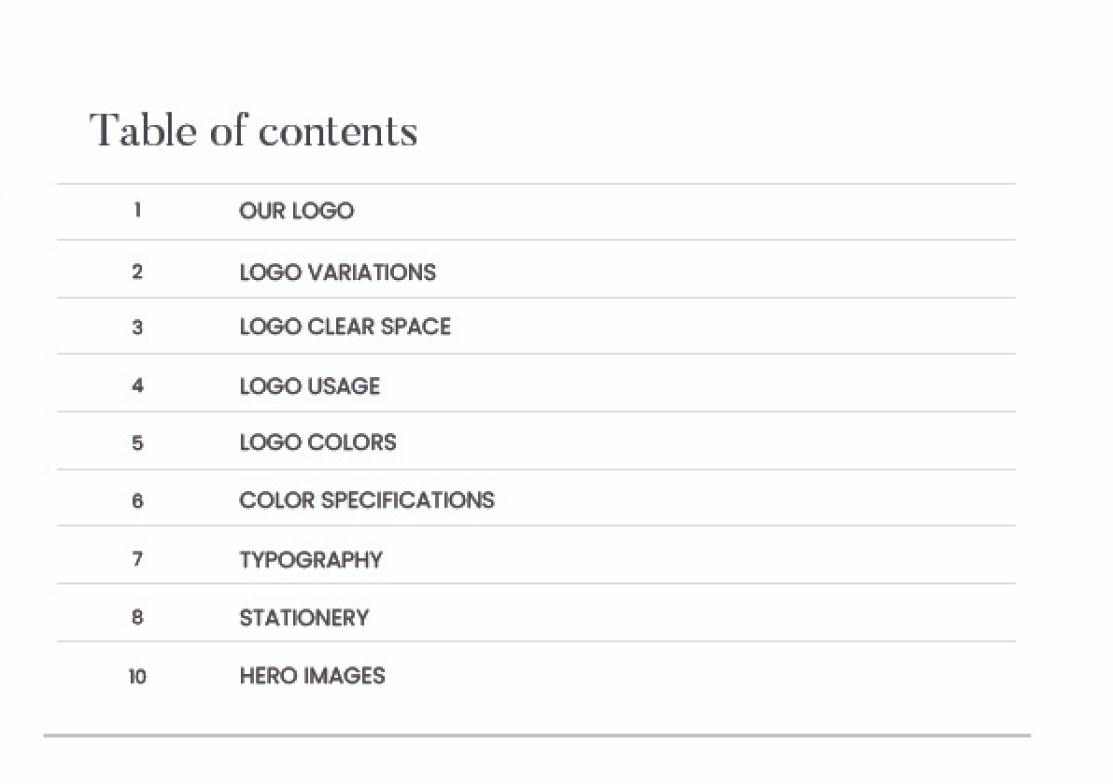 Table of contents
1 OUR LOGO
2 LOGO VARIATIONS
3 LOGO CLEAR SPACE
4 LOGO USAGE
5 LOGO COLORS
6 COLOR SPECIFICATIONS
7 TYPOGRAPHY
8 STATIONERY
10 HERO IMAGES